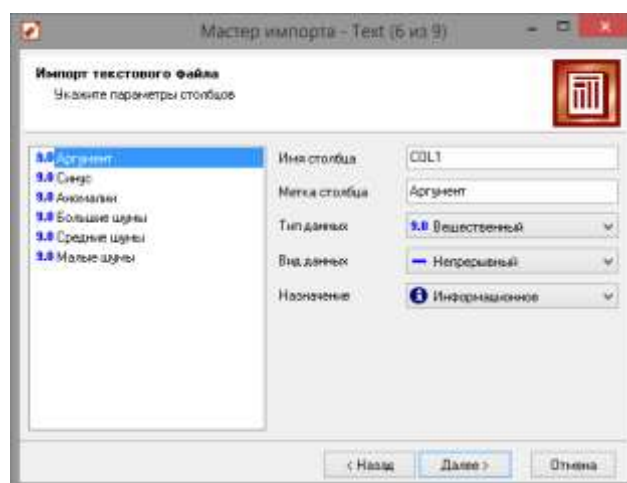 Мастер импорта - Text (6 из 9)
Импорт текстового файла
Укажите параметры столбцов
9.0 Аргумент
9.0 Синус
9.0 Аномалии
9.0 Большие шумы
9.0 Средние шумы
9.0 Малые шумы
Имя столбца COL1
Метка столбца Аргумент
Тип данных 9.0 Вещественный
Вид данных Непрерывный
Назначение Информационное
< Назад Далее > Отмена